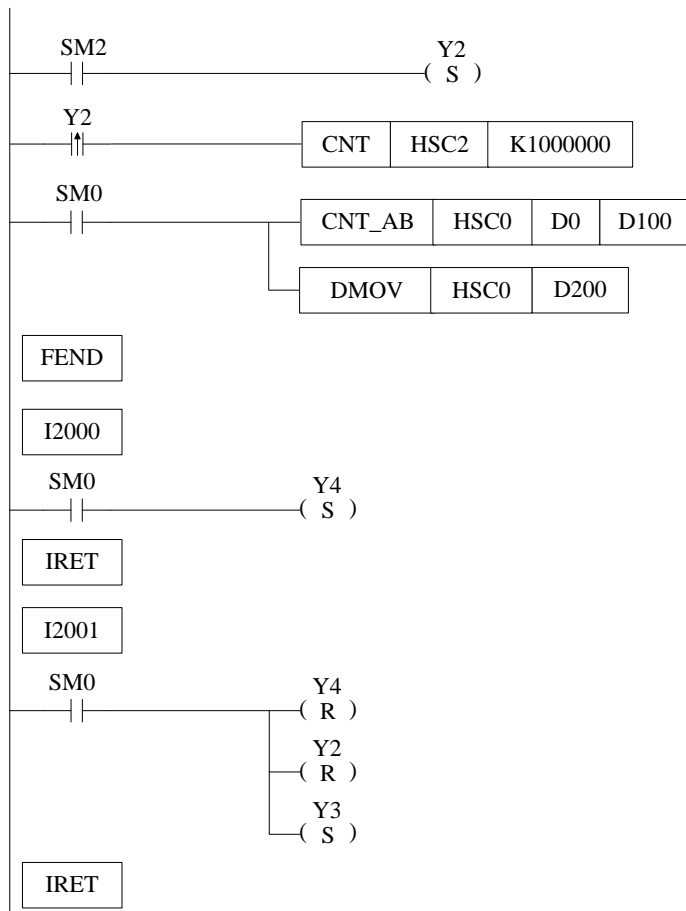 SM2 Y2
( S )
Y2
CNT HSC2 K1000000
SM0
CNT_AB HSC0 D0 D100
DMOV HSC0 D200
FEND
I2000
SM0 Y4
( S )
IRET
I2001
SM0 Y4
( R )
Y2
( R )
Y3
( S )
IRET